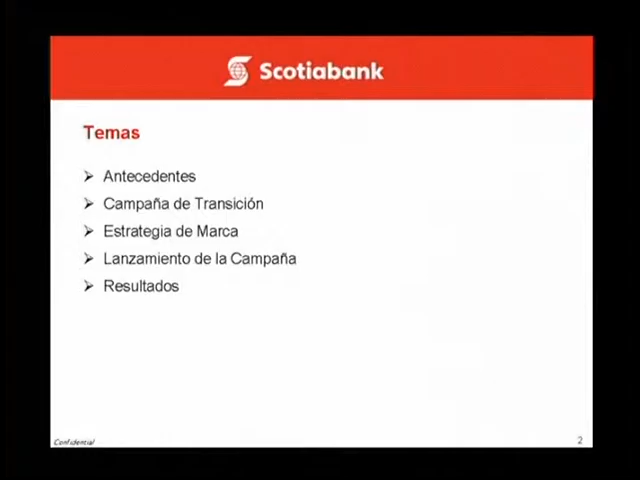 Scotiabank
Temas
Antecedentes
Campaña de Transición
Estrategia de Marca
Lanzamiento de la Campaña
Resultados
Confidential
2